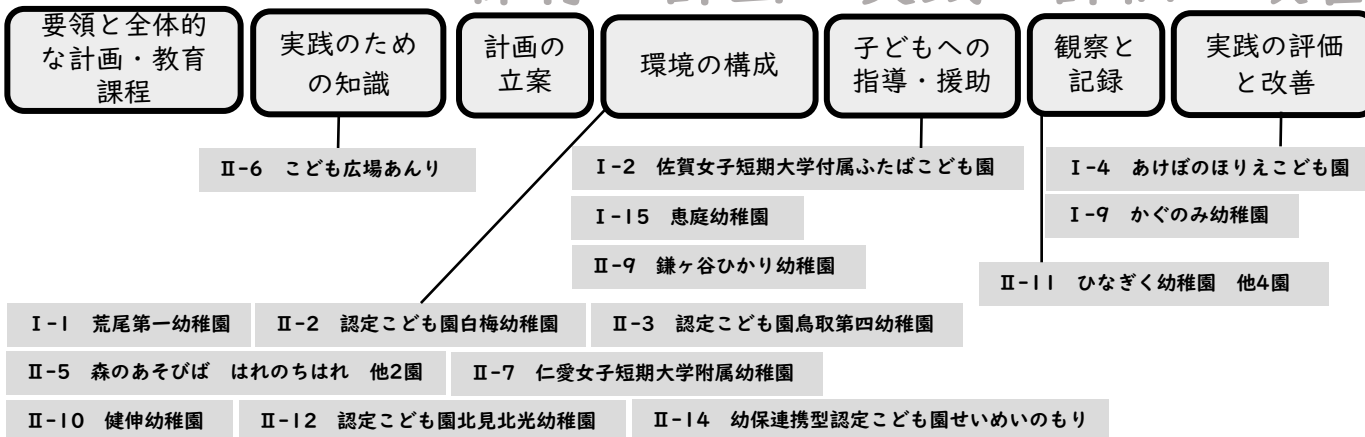 要領と全体的
な計画・教育
課程
実践のため
の知識
計画の
立案
環境の構成
子どもへの
指導・援助
観察と
記録
実践の評価
と改善
Ⅱ-6 こども広場あんり
Ⅰ-2 佐賀女子短期大学付属ふたばこども園
Ⅰ-4 あけぼのほりえこども園
Ⅰ-15 恵庭幼稚園
Ⅰ-9 かぐのみ幼稚園
Ⅱ-9 鎌ヶ谷ひかり幼稚園
Ⅱ-11 ひなぎく幼稚園 他4園
Ⅰ-1 荒尾第一幼稚園
Ⅱ-2 認定こども園白梅幼稚園
Ⅱ-3 認定こども園鳥取第四幼稚園
Ⅱ-5 森のあそびば はれのちはれ 他2園
Ⅱ-7 仁愛女子短期大学附属幼稚園
Ⅱ-10 健伸幼稚園
Ⅱ-12 認定こども園北見北光幼稚園
Ⅱ-14 幼保連携型認定こども園せいめいのもり